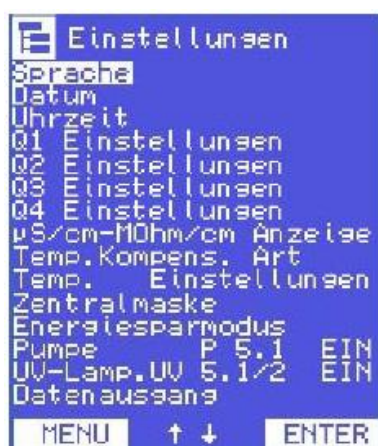 Einstellungen
Sprache
Datum
Uhrzeit
Q1 Einstellungen
Q2 Einstellungen
Q3 Einstellungen
Q4 Einstellungen
µS/cm-MOhm/cm Anzeige
Temp.Kompens. Art
Temp. Einstellungen
Zentralmaske
Energiesparmodus
Pumpe P 5.1 EIN
UV-Lamp.UV 5.1/2 EIN
Datenausgang
MENU ↑ ↓ ENTER